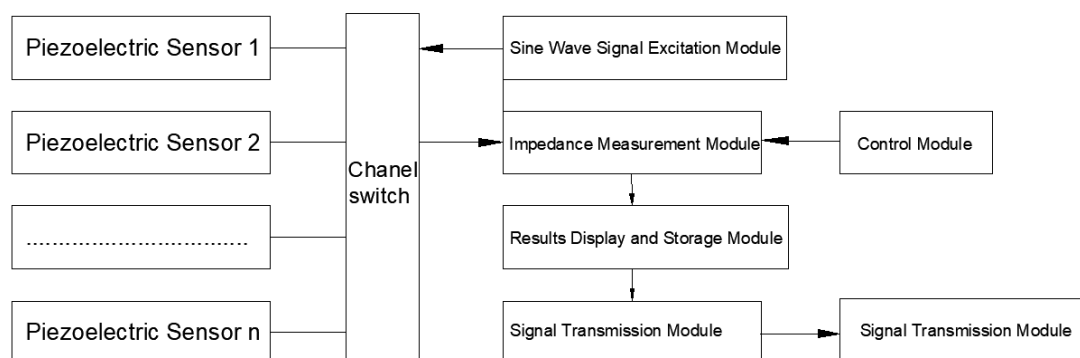 Piezoelectric Sensor 1
Sine Wave Signal Excitation Module
Piezoelectric Sensor 2
Chanel
switch
Impedance Measurement Module
Control Module
........................................
Results Display and Storage Module
Piezoelectric Sensor n
Signal Transmission Module
Signal Transmission Module